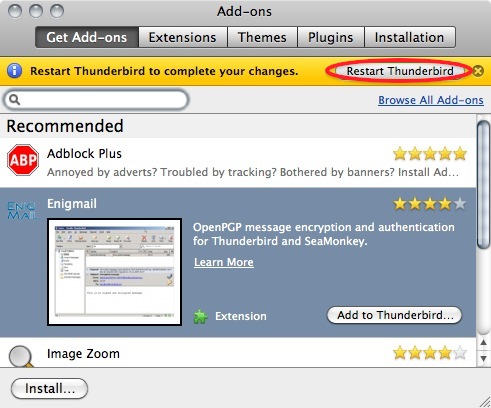 Add-ons
Get Add-ons Extensions Themes Plugins Installation
Restart Thunderbird to complete your changes. Restart Thunderbird
Browse All Add-ons
Recommended
ABP Adblock Plus
Annoyed by adverts? Troubled by tracking? Bothered by banners? Install Ad...
ENIG
MAIL
Enigmail
OpenPGP message encryption and authentication
for Thunderbird and SeaMonkey.
Learn More
Extension Add to Thunderbird...
Image Zoom
Install...